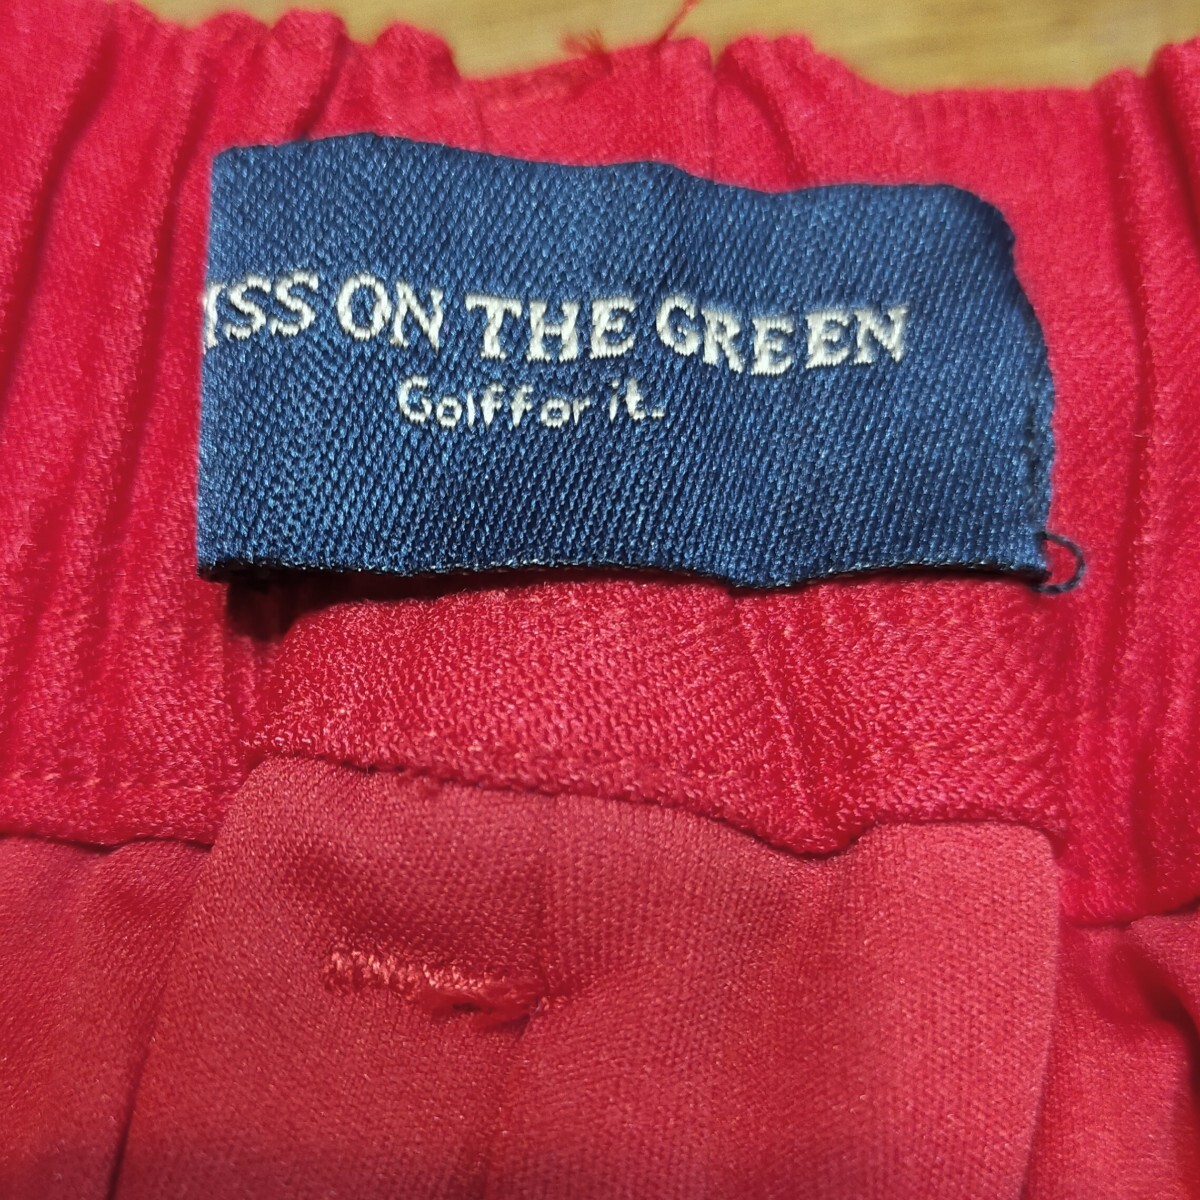 ISS ON THE GREEN
Golf for it.